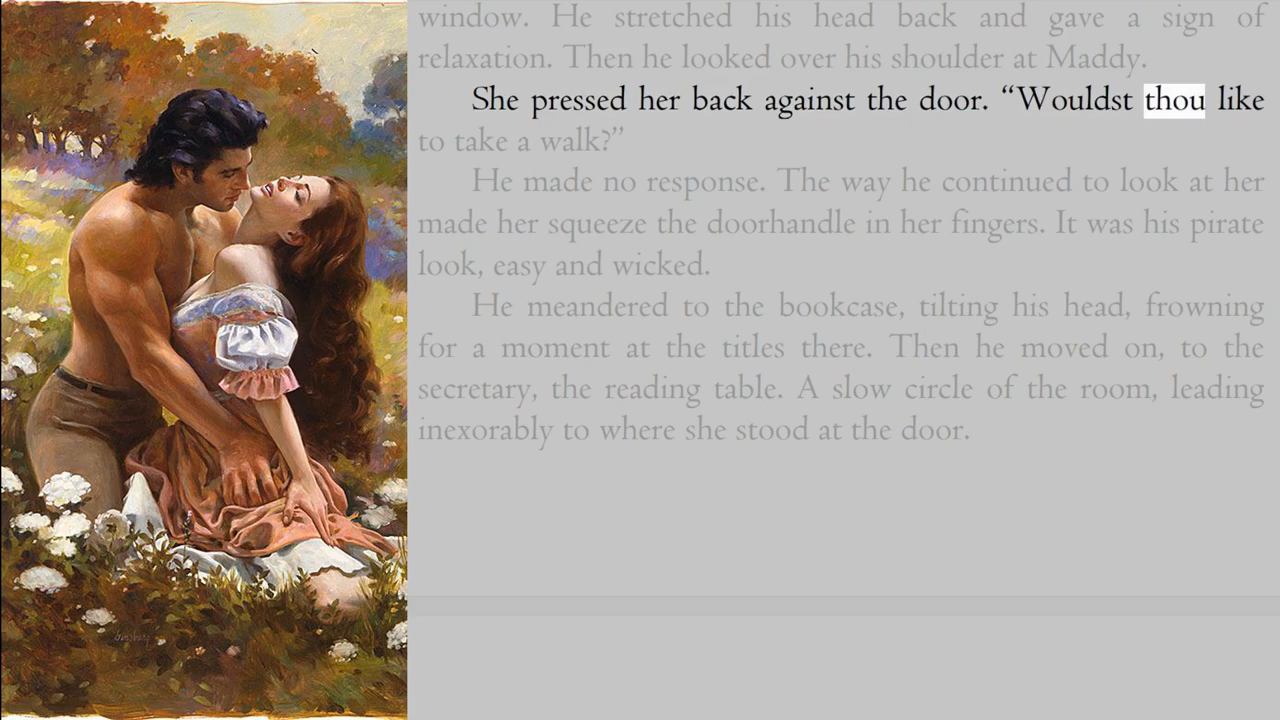 window. He stretched his head back and gave a sign of
relaxation. Then he looked over his shoulder at Maddy.
She pressed her back against the door. “Wouldst thou like
to take a walk?”
He made no response. The way he continued to look at her
made her squeeze the doorhandle in her fingers. It was his pirate
look, easy and wicked.
He meandered to the bookcase, tilting his head, frowning
for a moment at the titles there. Then he moved on, to the
secretary, the reading table. A slow circle of the room, leading
inexorably to where she stood at the door.